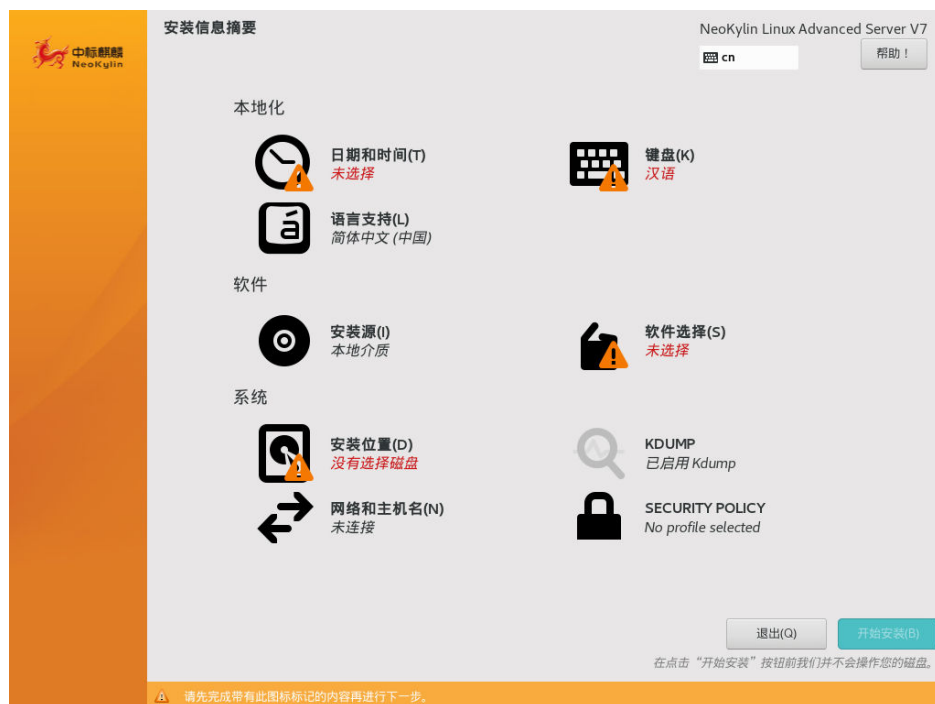 中标麒麟
NeoKylin
安装信息摘要
NeoKylin Linux Advanced Server V7
cn
帮助！
本地化
日期和时间(T)
未选择
键盘(K)
汉语
语言支持(L)
简体中文 (中国)
软件
安装源(I)
本地介质
软件选择(S)
未选择
系统
安装位置(D)
没有选择磁盘
KDUMP
已启用 Kdump
网络和主机名(N)
未连接
SECURITY POLICY
No profile selected
退出(Q)
开始安装(B)
在点击“开始安装”按钮前我们并不会操作您的磁盘。
请先完成带有此图标标记的内容再进行下一步。